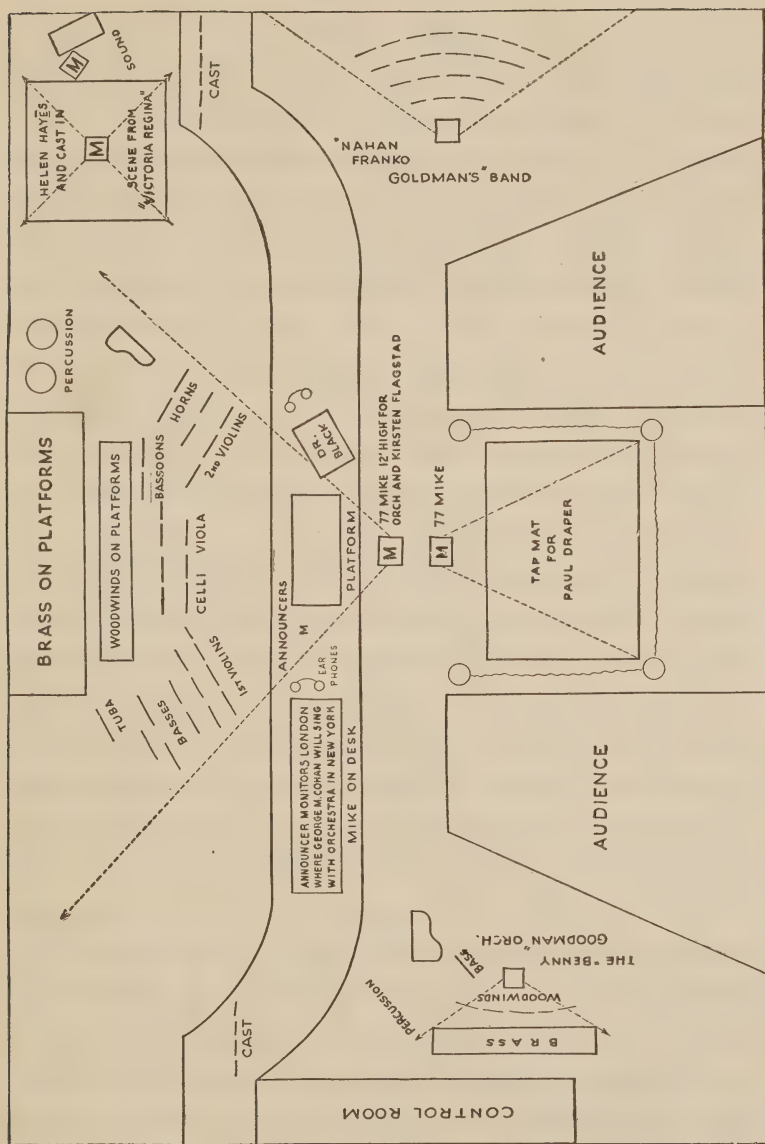 BRASS ON PLATFORMS
WOODWINDS ON PLATFORMS
PERCUSSION
HELEN HAYES
AND CAST IN
M
SCENE FROM
"VICTORIA REGINA"
M
SOUND
TUBA
BASSES
1ST VIOLINS
CELLI VIOLA
BASSOONS
HORNS
2ND VIOLINS
CAST
CAST
ANNOUNCERS
M
PLATFORM
DR.
BLACK
EAR
PHONES
ANNOUNCER MONITORS LONDON
WHERE GEORGE M. COHAN WILL SING
WITH ORCHESTRA IN NEW YORK
MIKE ON DESK
M
77 MIKE 12' HIGH FOR
ORCH AND KIRSTEN FLAGSTAD
M
77 MIKE
TAP MAT
FOR
PAUL DRAPER
"NAHAN
FRANKO
GOLDMAN'S" BAND
AUDIENCE
AUDIENCE
THE "BENNY
GOODMAN" ORCH.
BASE
WOODWINDS
PERCUSSION
BRASS
CONTROL ROOM